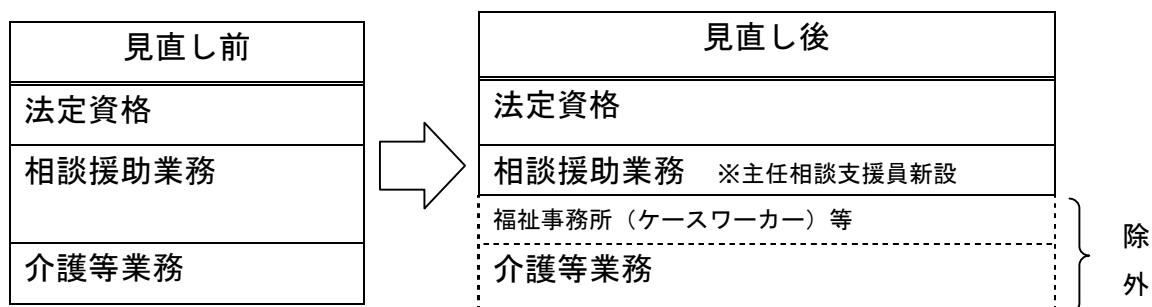 見直し前
法定資格
相談援助業務
介護等業務
見直し後
法定資格
相談援助業務 ※主任相談支援員新設
福祉事務所（ケースワーカー）等
介護等業務
除
外